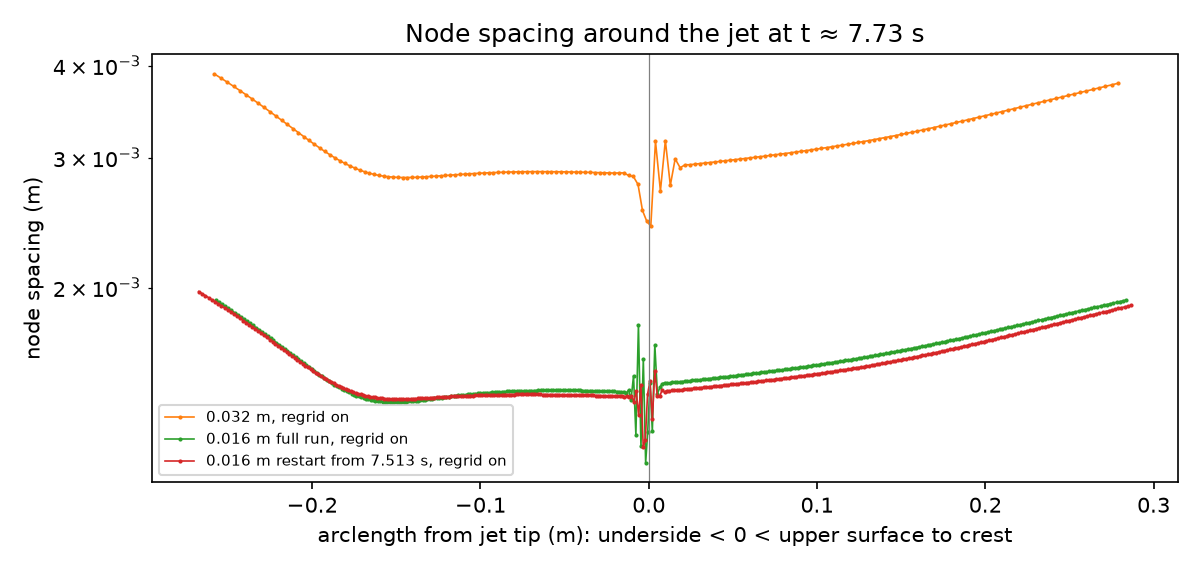 Node spacing around the jet at t ≈ 7.73 s
node spacing (m)
4 × 10⁻³
3 × 10⁻³
2 × 10⁻³
0.032 m, regrid on
0.016 m full run, regrid on
0.016 m restart from 7.513 s, regrid on
−0.2 −0.1 0.0 0.1 0.2 0.3
arclength from jet tip (m): underside < 0 < upper surface to crest